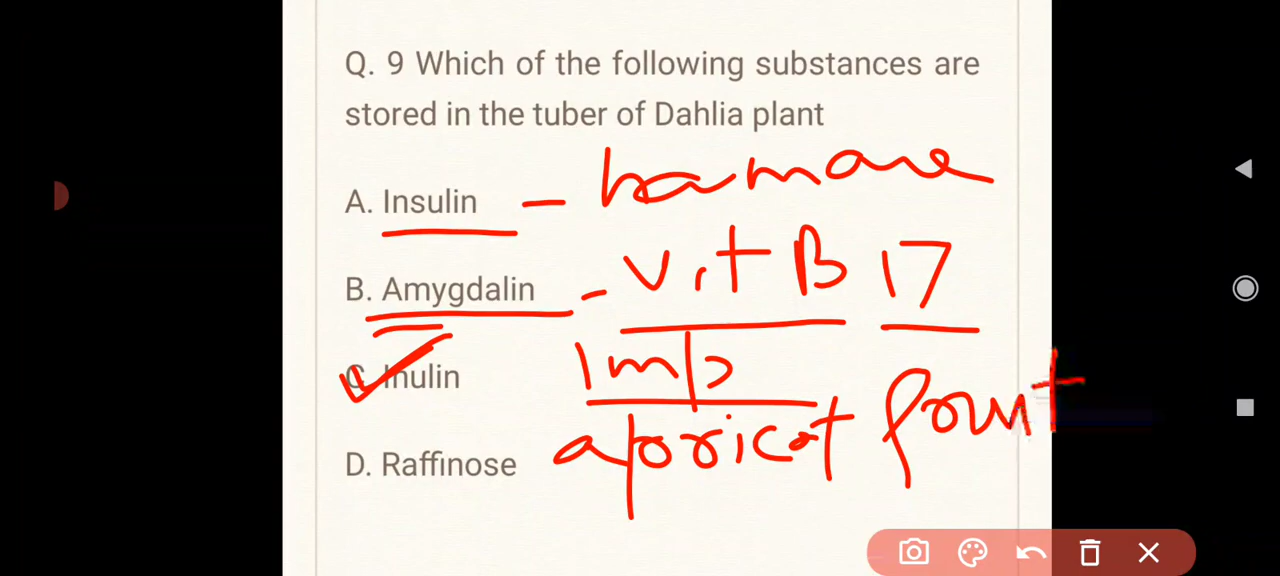 Q. 9 Which of the following substances are
stored in the tuber of Dahlia plant
A. Insulin - harmone
B. Amygdalin - vit B 17
C. Inulin Imp
D. Raffinose apricot fruit